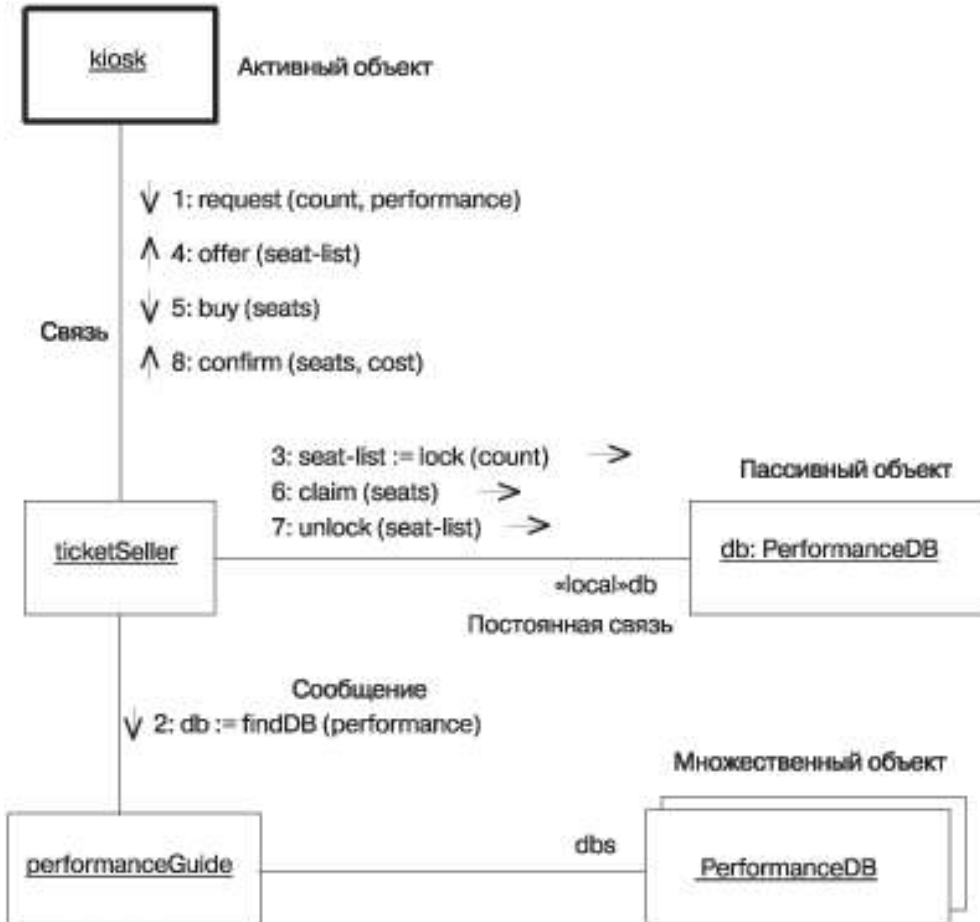 kiosk
Активный объект
1: request (count, performance)
4: offer (seat-list)
5: buy (seats)
Связь
8: confirm (seats, cost)
3: seat-list := lock (count)
Пассивный объект
6: claim (seats)
7: unlock (seat-list)
ticketSeller
db: PerformanceDB
«local»db
Постоянная связь
Сообщение
2: db := findDB (performance)
Множественный объект
dbs
performanceGuide
PerformanceDB